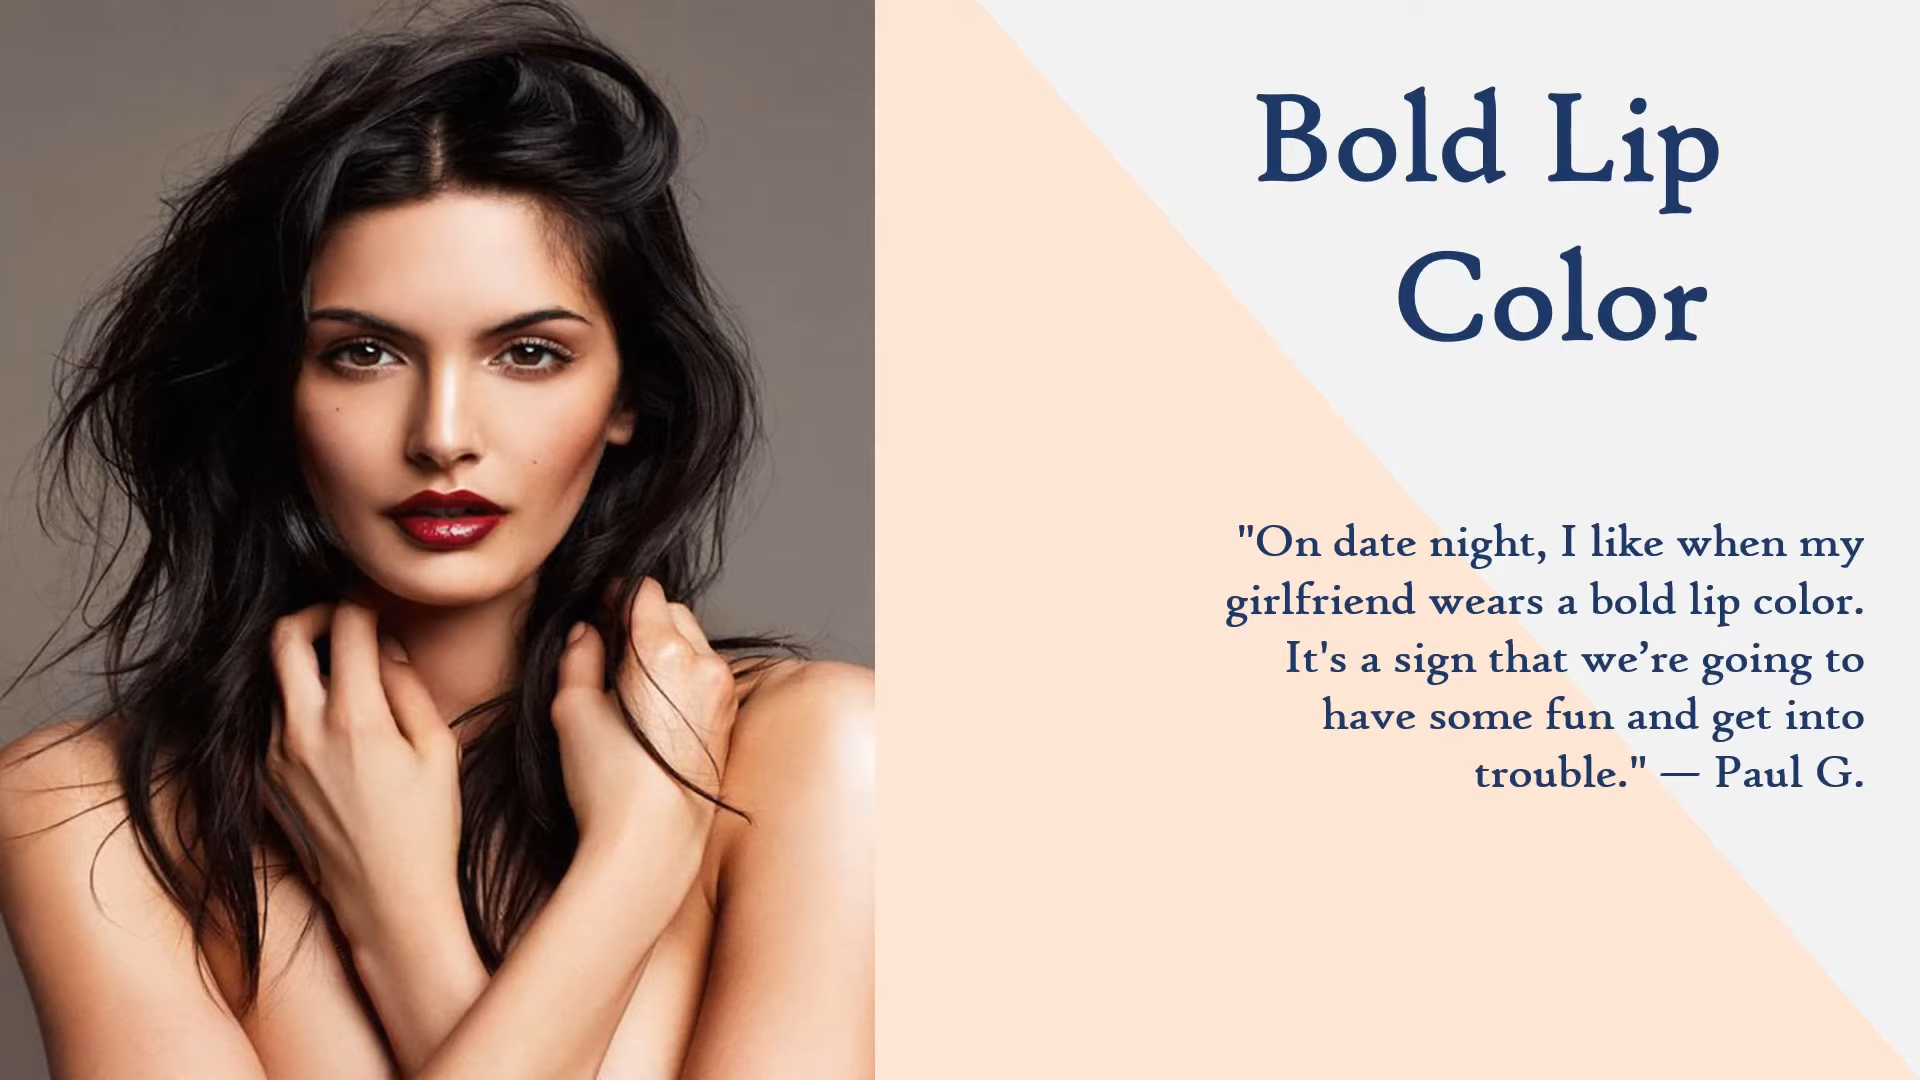 Bold Lip
Color
"On date night, I like when my
girlfriend wears a bold lip color.
It's a sign that we’re going to
have some fun and get into
trouble." — Paul G.